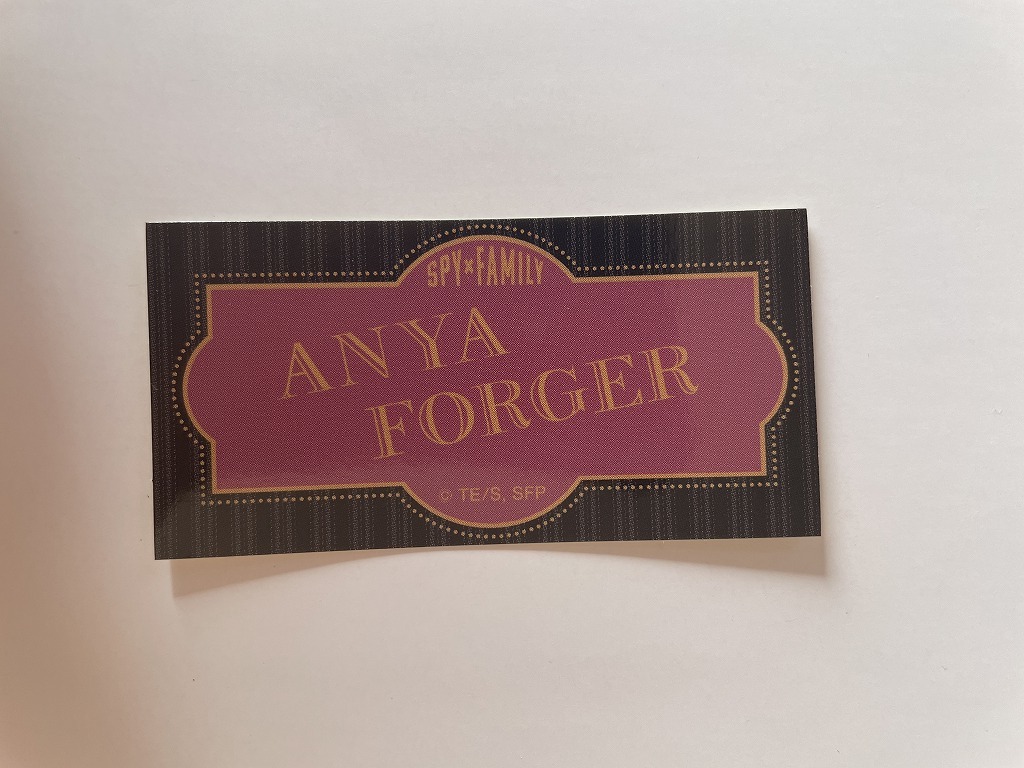 SPY×FAMILY
ANYA
FORGER
© TE/S, SFP